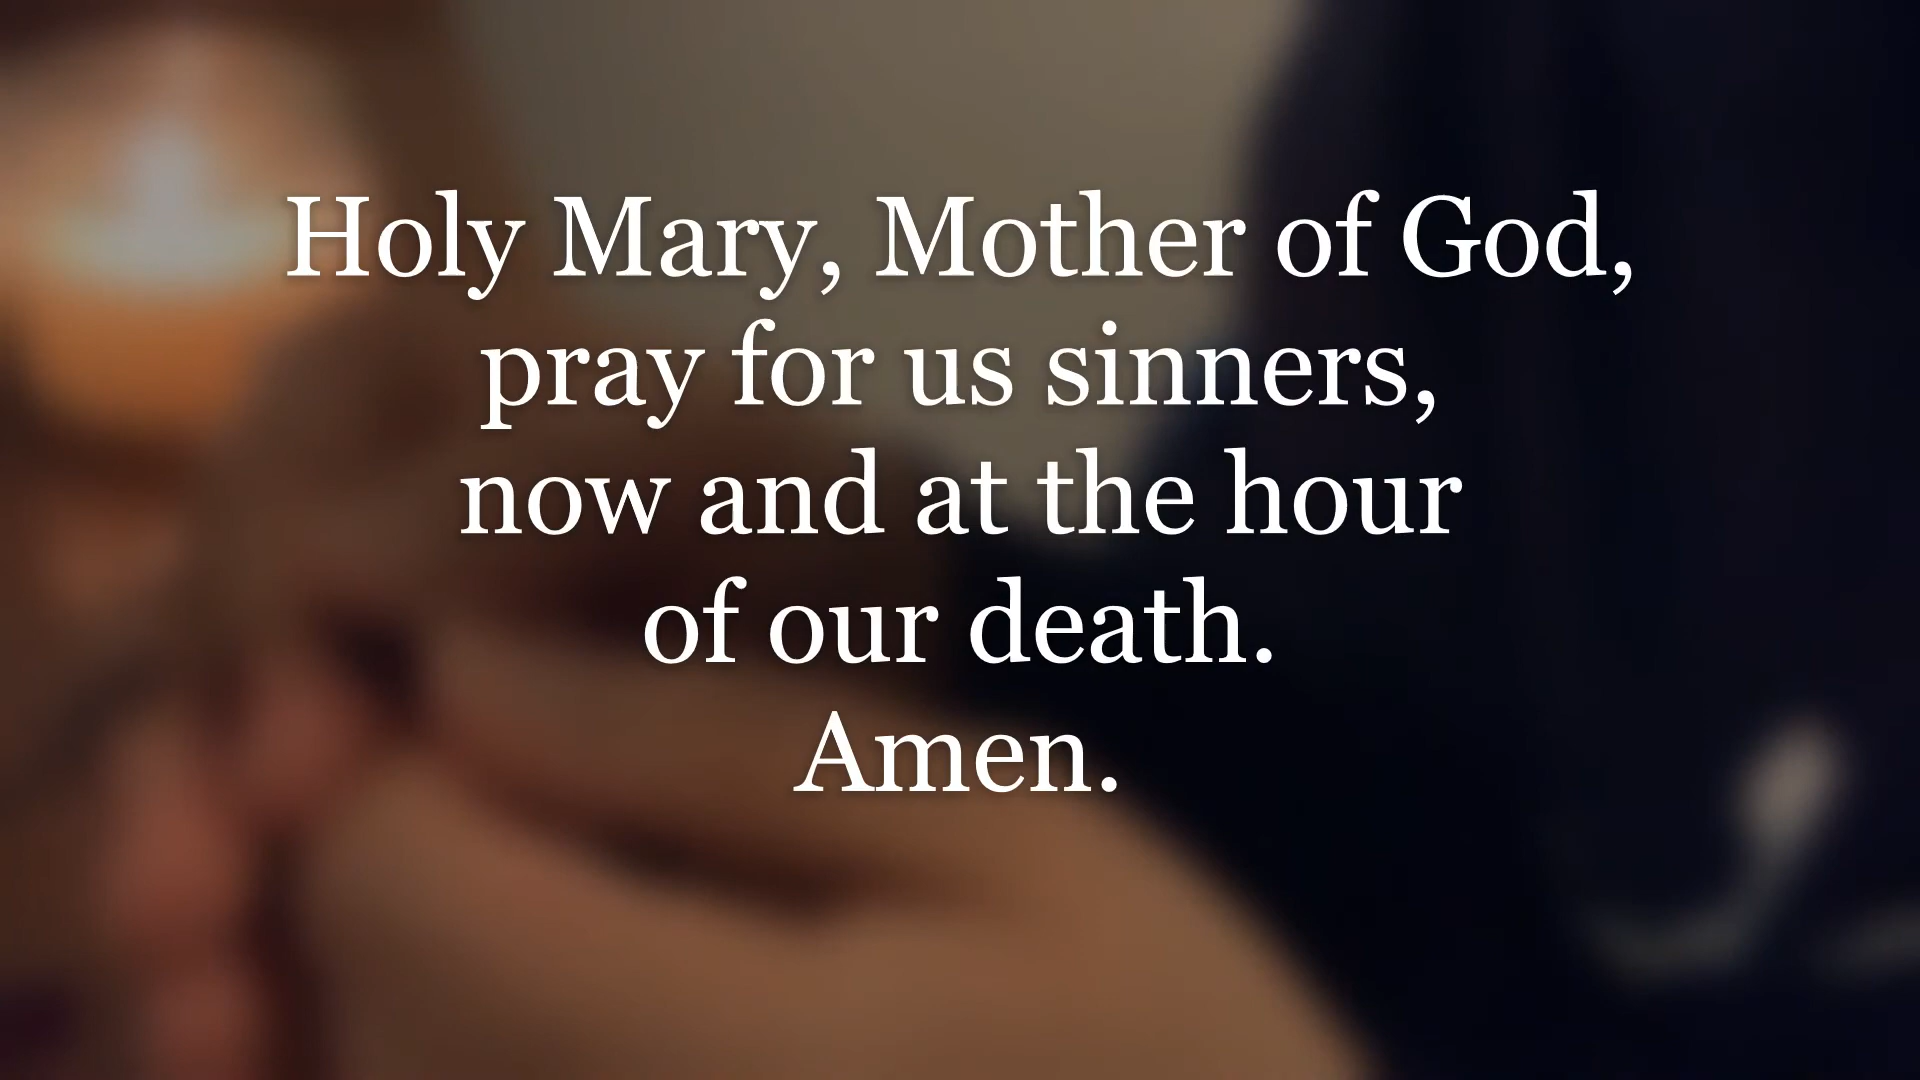 Holy Mary, Mother of God,
pray for us sinners,
now and at the hour
of our death.
Amen.